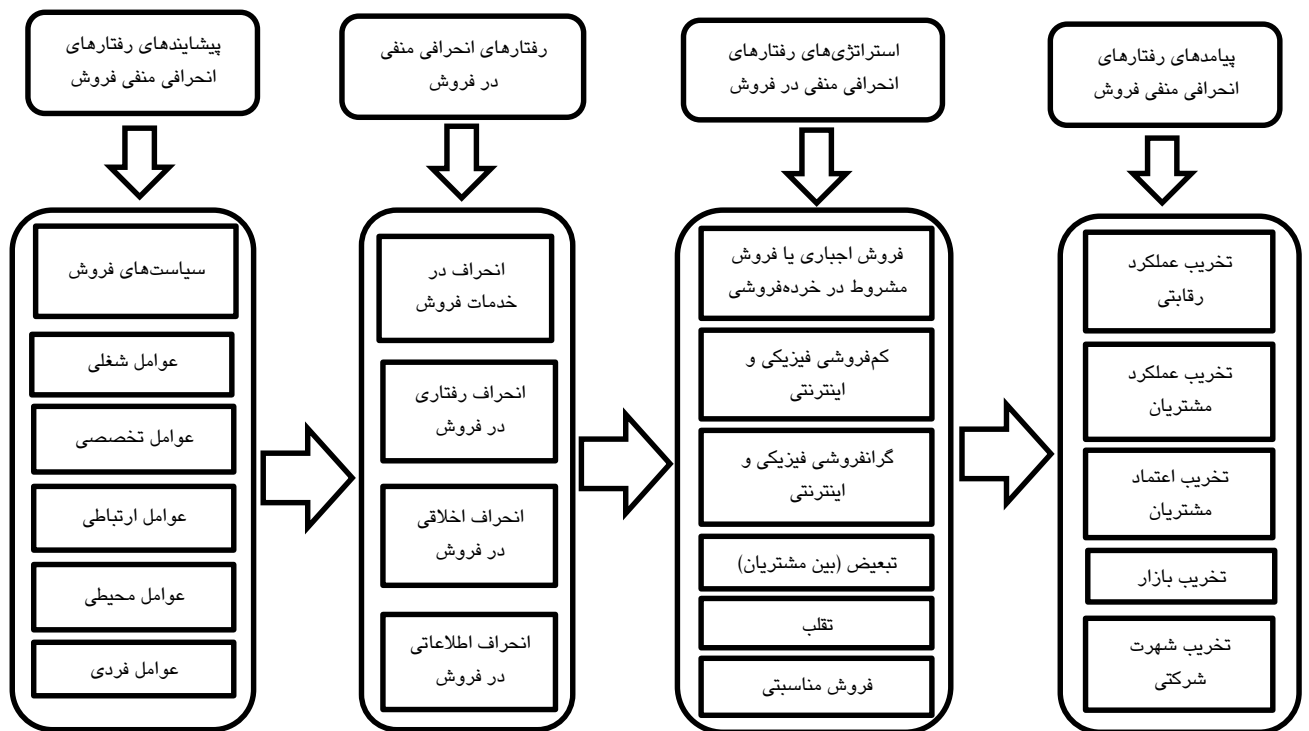 پیشایندهای رفتارهای
انحرافی منفی فروش
سیاست‌های فروش
عوامل شغلی
عوامل تخصصی
عوامل ارتباطی
عوامل محیطی
عوامل فردی
رفتارهای انحرافی منفی
در فروش
انحراف در
خدمات فروش
انحراف رفتاری
در فروش
انحراف اخلاقی
در فروش
انحراف اطلاعاتی
در فروش
استراتژی‌های رفتارهای
انحرافی منفی در فروش
فروش اجباری یا فروش
مشروط در خرده‌فروشی
کم‌فروشی فیزیکی و
اینترنتی
گرانفروشی فیزیکی و
اینترنتی
تبعیض (بین مشتریان)
تقلب
فروش مناسبتی
پیامدهای رفتارهای
انحرافی منفی فروش
تخریب عملکرد
رقابتی
تخریب عملکرد
مشتریان
تخریب اعتماد
مشتریان
تخریب بازار
تخریب شهرت
شرکتی